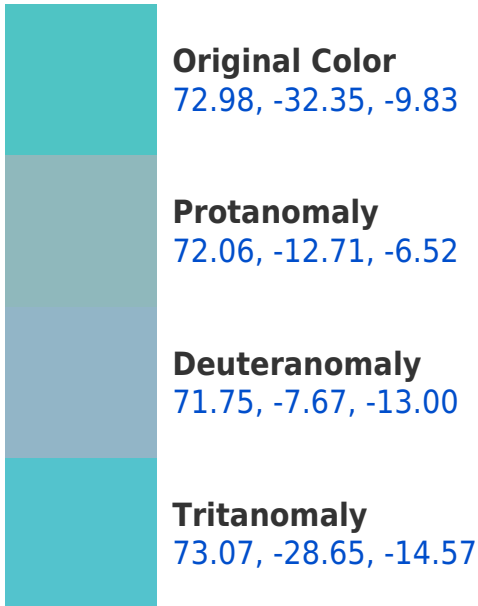 Original Color
72.98, -32.35, -9.83
Protanomaly
72.06, -12.71, -6.52
Deuteranomaly
71.75, -7.67, -13.00
Tritanomaly
73.07, -28.65, -14.57